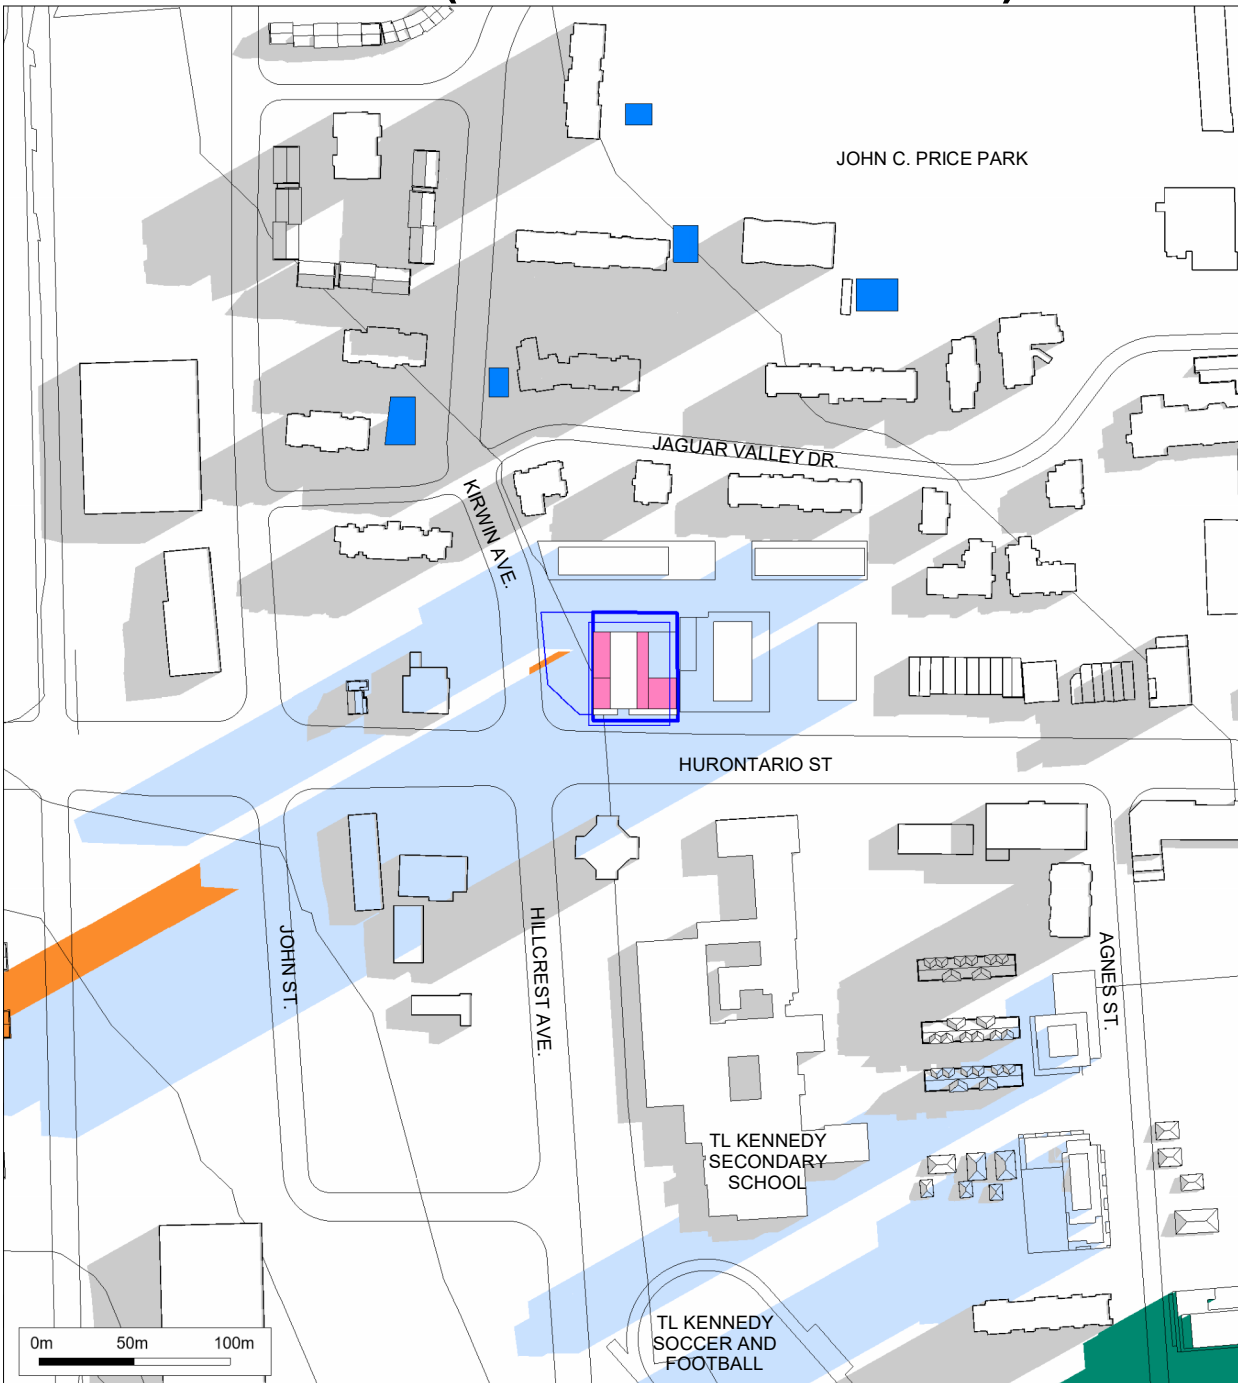 JOHN C. PRICE PARK
JAGUAR VALLEY DR.
KIRWIN AVE.
HURONTARIO ST
JOHN ST.
HILLCREST AVE.
AGNES ST.
TL KENNEDY
SECONDARY
SCHOOL
TL KENNEDY
SOCCER AND
FOOTBALL
0m 50m 100m